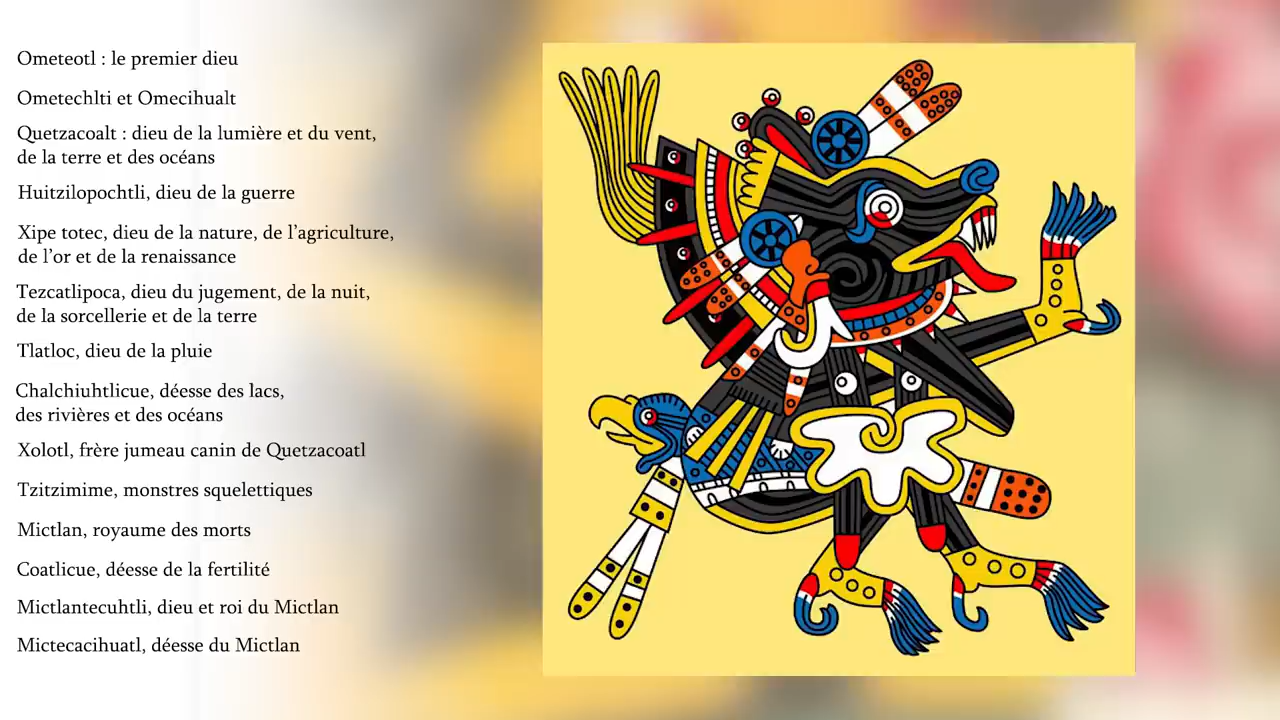 Ometeotl : le premier dieu
Ometechlti et Omecihualt
Quetzacoalt : dieu de la lumière et du vent,
de la terre et des océans
Huitzilopochtli, dieu de la guerre
Xipe totec, dieu de la nature, de l’agriculture,
de l’or et de la renaissance
Tezcatlipoca, dieu du jugement, de la nuit,
de la sorcellerie et de la terre
Tlatloc, dieu de la pluie
Chalchiuhtlicue, déesse des lacs,
des rivières et des océans
Xolotl, frère jumeau canin de Quetzacoatl
Tzitzimime, monstres squelettiques
Mictlan, royaume des morts
Coatlicue, déesse de la fertilité
Mictlantecuhtli, dieu et roi du Mictlan
Mictecacihuatl, déesse du Mictlan